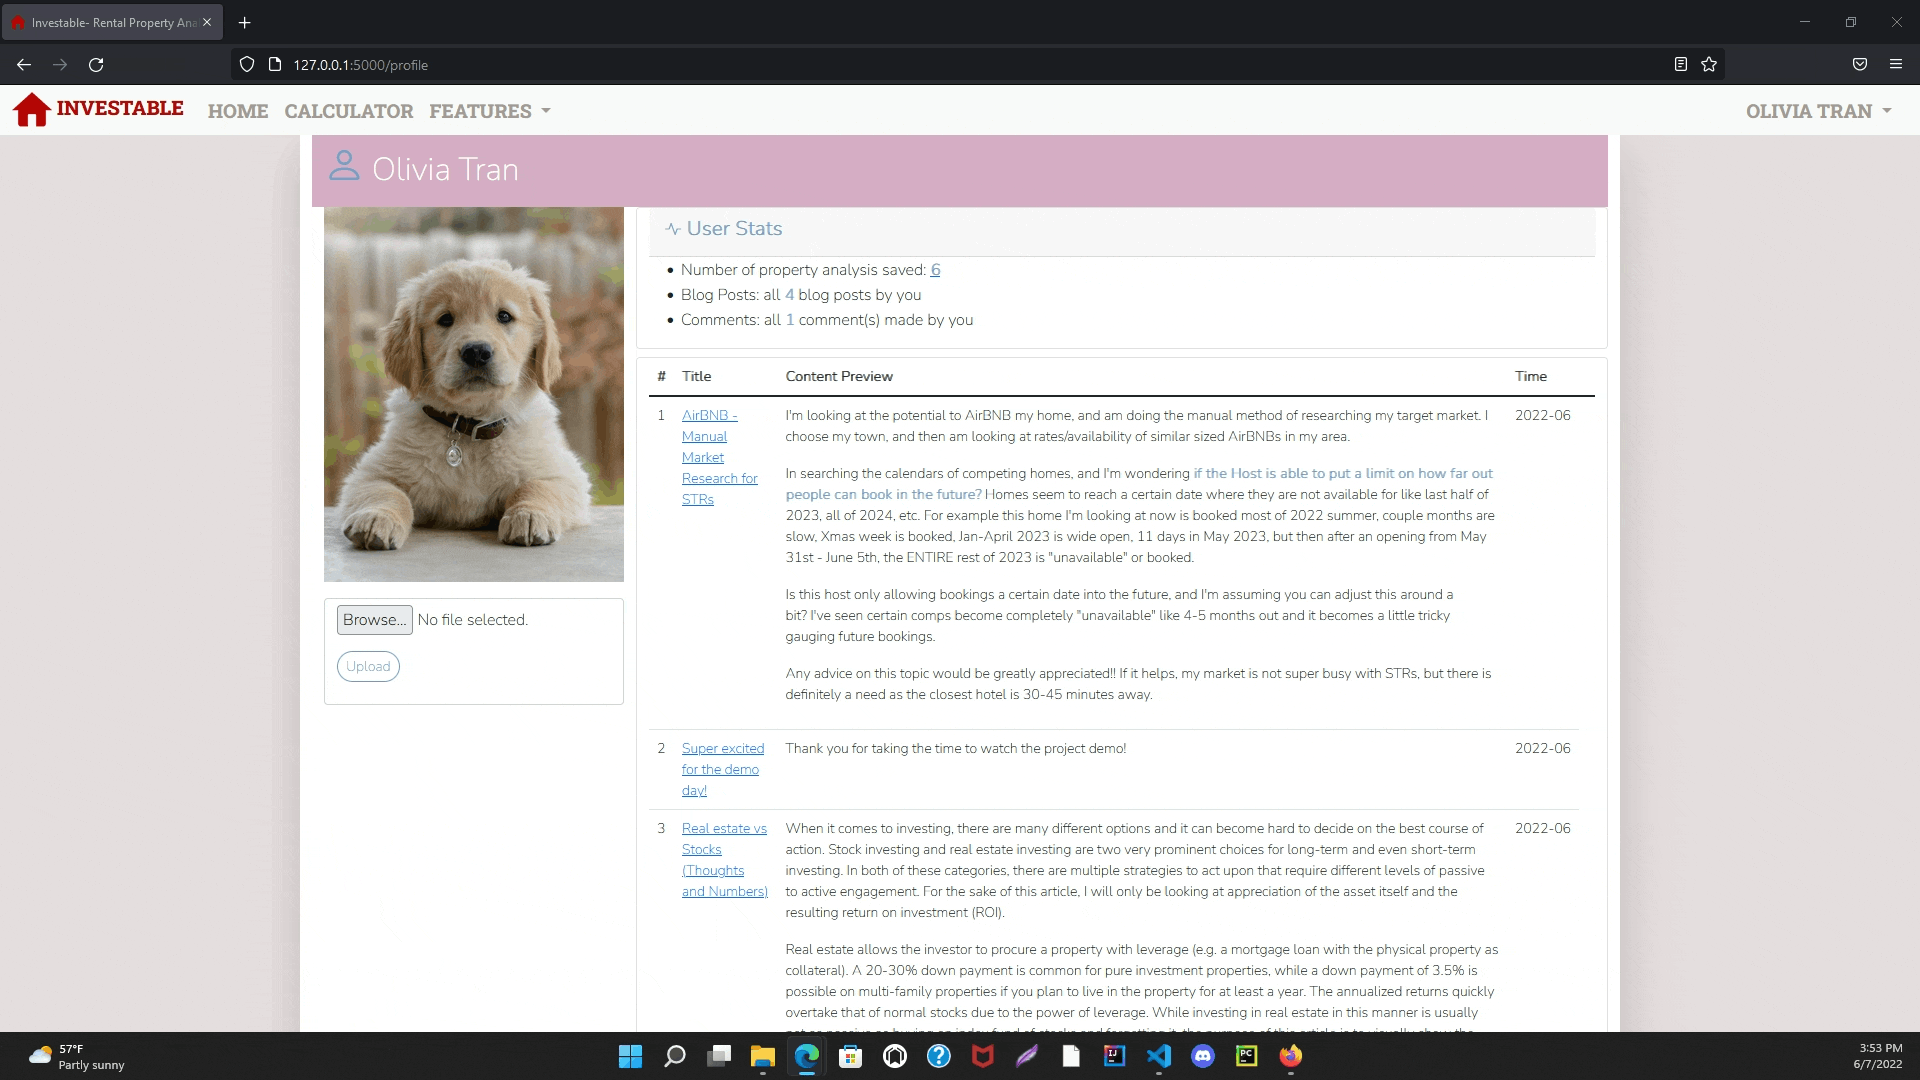 Investable- Rental Property Ana
127.0.0.1:5000/profile
INVESTABLE HOME CALCULATOR FEATURES OLIVIA TRAN
Olivia Tran
User Stats
Number of property analysis saved: 6
Blog Posts: all 4 blog posts by you
Comments: all 1 comment(s) made by you
Browse... No file selected.
Upload
# Title Content Preview Time
1 AirBNB - I'm looking at the potential to AirBNB my home, and am doing the manual method of researching my target market. I 2022-06
Manual choose my town, and then am looking at rates/availability of similar sized AirBNBs in my area.
Market
Research for In searching the calendars of competing homes, and I'm wondering if the Host is able to put a limit on how far out
STRs people can book in the future? Homes seem to reach a certain date where they are not available for like last half of
2023, all of 2024, etc. For example this home I'm looking at now is booked most of 2022 summer, couple months are
slow, Xmas week is booked, Jan-April 2023 is wide open, 11 days in May 2023, but then after an opening from May
31st - June 5th, the ENTIRE rest of 2023 is "unavailable" or booked.
Is this host only allowing bookings a certain date into the future, and I'm assuming you can adjust this around a
bit? I've seen certain comps become completely "unavailable" like 4-5 months out and it becomes a little tricky
gauging future bookings.
Any advice on this topic would be greatly appreciated!! If it helps, my market is not super busy with STRs, but there is
definitely a need as the closest hotel is 30-45 minutes away.
2 Super excited Thank you for taking the time to watch the project demo! 2022-06
for the demo
day!
3 Real estate vs When it comes to investing, there are many different options and it can become hard to decide on the best course of 2022-06
Stocks action. Stock investing and real estate investing are two very prominent choices for long-term and even short-term
(Thoughts investing. In both of these categories, there are multiple strategies to act upon that require different levels of passive
and Numbers) to active engagement. For the sake of this article, I will only be looking at appreciation of the asset itself and the
resulting return on investment (ROI).
Real estate allows the investor to procure a property with leverage (e.g. a mortgage loan with the physical property as
collateral). A 20-30% down payment is common for pure investment properties, while a down payment of 3.5% is
possible on multi-family properties if you plan to live in the property for at least a year. The annualized returns quickly
overtake that of normal stocks due to the power of leverage. While investing in real estate in this manner is usually
57°F
Partly sunny
IJ
PC
3:53 PM
6/7/2022